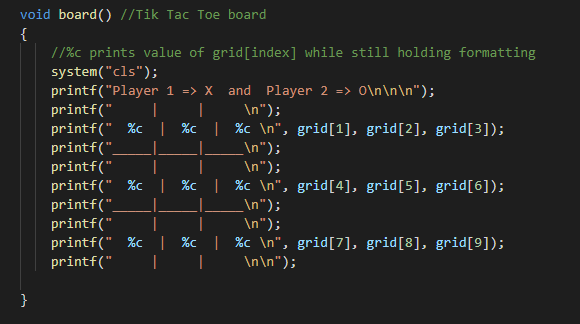 void board() //Tik Tac Toe board
{
    //%c prints value of grid[index] while still holding formatting
    system("cls");
    printf("Player 1 => X  and  Player 2 => O\n\n\n");
    printf("     |     |     \n");
    printf("  %c  |  %c  |  %c \n", grid[1], grid[2], grid[3]);
    printf("_____|_____|_____\n");
    printf("     |     |     \n");
    printf("  %c  |  %c  |  %c \n", grid[4], grid[5], grid[6]);
    printf("_____|_____|_____\n");
    printf("     |     |     \n");
    printf("  %c  |  %c  |  %c \n", grid[7], grid[8], grid[9]);
    printf("     |     |     \n\n");
}